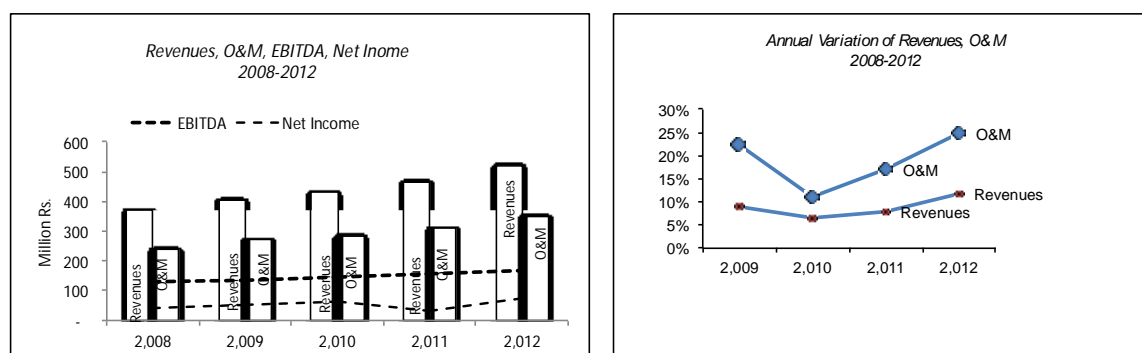 Revenues, O&M, EBITDA, Net Inome
2008-2012
EBITDA
Net Income
Million Rs.
600
500
400
300
200
100
-
Revenues
O&M
Revenues
O&M
Revenues
O&M
Revenues
O&M
Revenues
O&M
2,008
2,009
2,010
2,011
2,012
Annual Variation of Revenues, O&M
2008-2012
30%
25%
20%
15%
10%
5%
0%
O&M
O&M
Revenues
Revenues
2,009
2,010
2,011
2,012